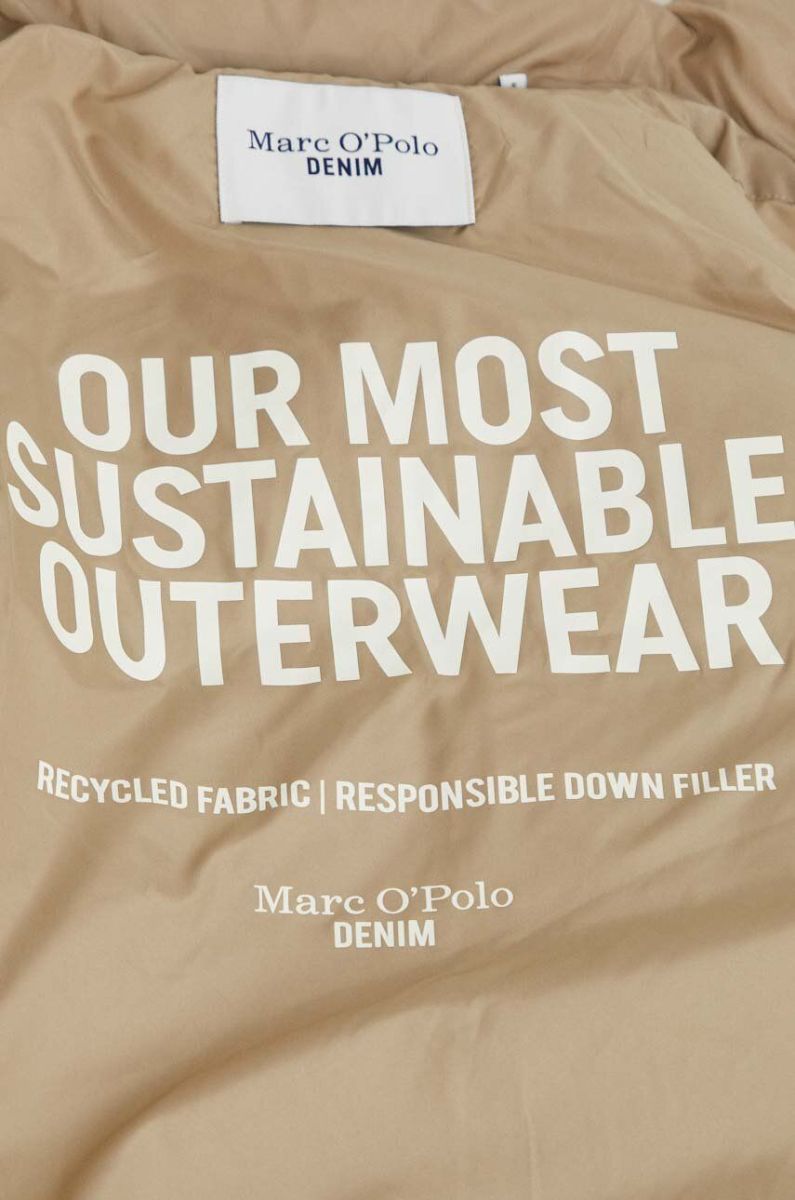 Marc O'Polo
DENIM
OUR MOST
SUSTAINABLE
OUTERWEAR
RECYCLED FABRIC | RESPONSIBLE DOWN FILLER
Marc O'Polo
DENIM